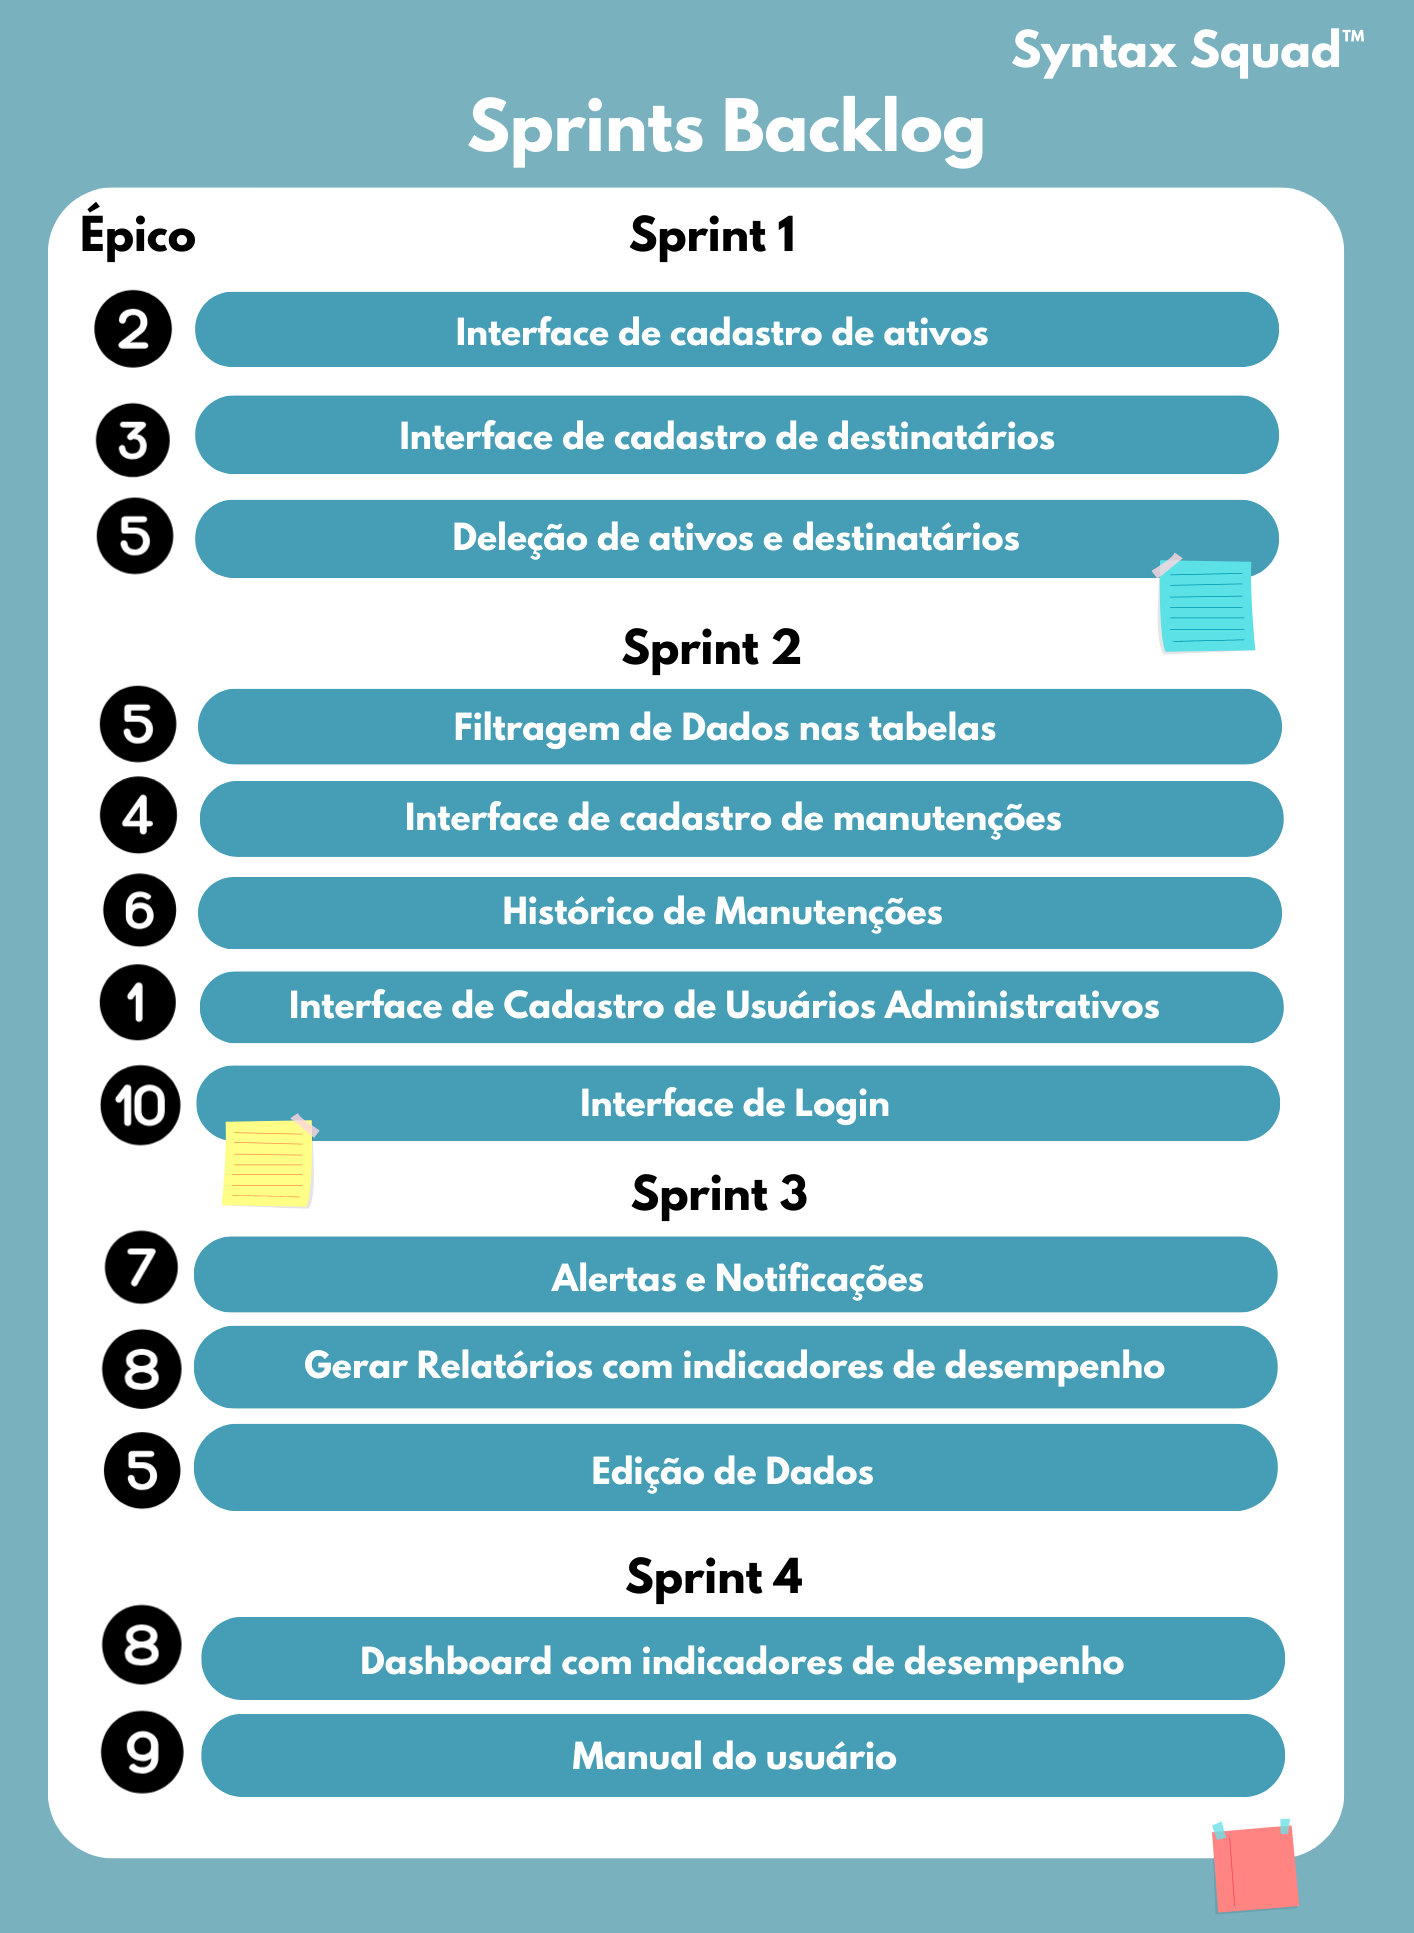 Syntax Squad™
Sprints Backlog
Épico
Sprint 1
2
Interface de cadastro de ativos
3
Interface de cadastro de destinatários
5
Deleção de ativos e destinatários
Sprint 2
5
Filtragem de Dados nas tabelas
4
Interface de cadastro de manutenções
6
Histórico de Manutenções
1
Interface de Cadastro de Usuários Administrativos
10
Interface de Login
Sprint 3
7
Alertas e Notificações
8
Gerar Relatórios com indicadores de desempenho
5
Edição de Dados
Sprint 4
8
Dashboard com indicadores de desempenho
9
Manual do usuário